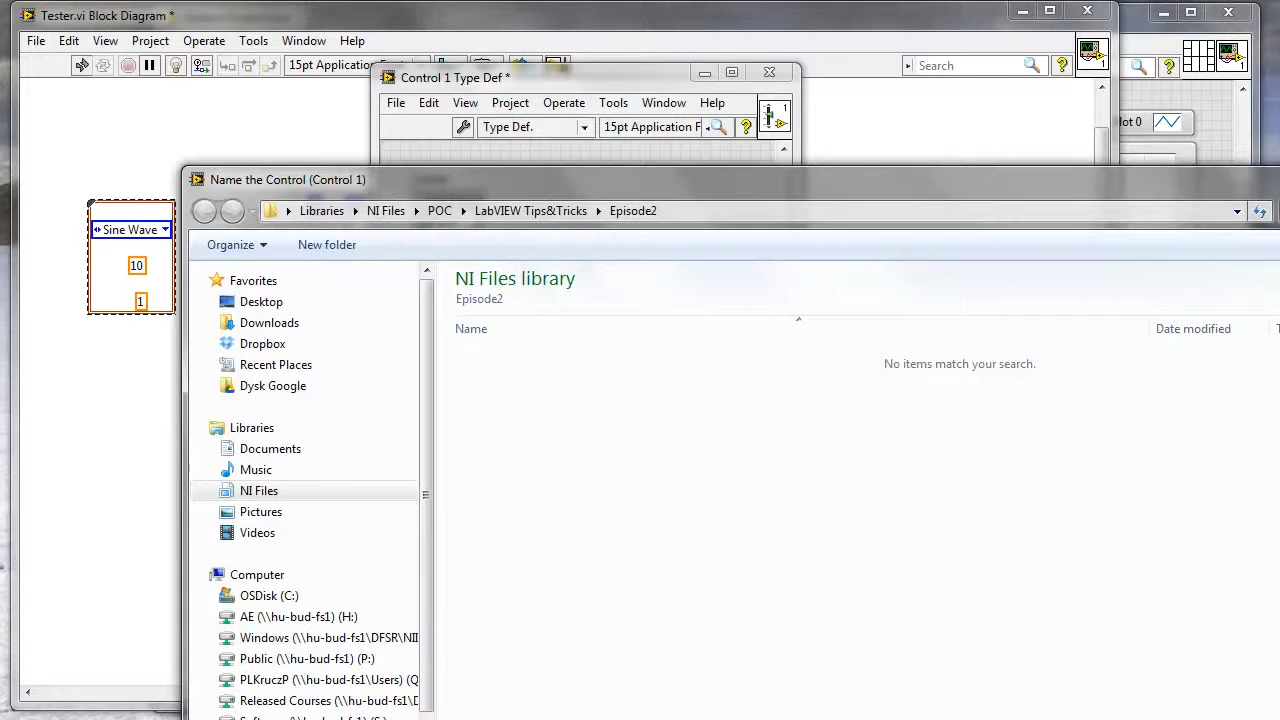 Tester.vi Block Diagram *
File Edit View Project Operate Tools Window Help
15pt Application
Search
1
1
Control 1 Type Def *
File Edit View Project Operate Tools Window Help
1
Type Def.
15pt Application F
Name the Control (Control 1)
Libraries NI Files POC LabVIEW Tips&Tricks Episode2
Organize
New folder
Sine Wave
10
1
Favorites
Desktop
Downloads
Dropbox
Recent Places
Dysk Google
Libraries
Documents
Music
NI Files
Pictures
Videos
Computer
OSDisk (C:)
AE (\\hu-bud-fs1) (H:)
Windows (\\hu-bud-fs1\DFSR\NII
Public (\\hu-bud-fs1) (P:)
PLKruczP (\\hu-bud-fs1\Users) (Q
Released Courses (\\hu-bud-fs1) (S
NI Files library
Episode2
Name
Date modified
No items match your search.